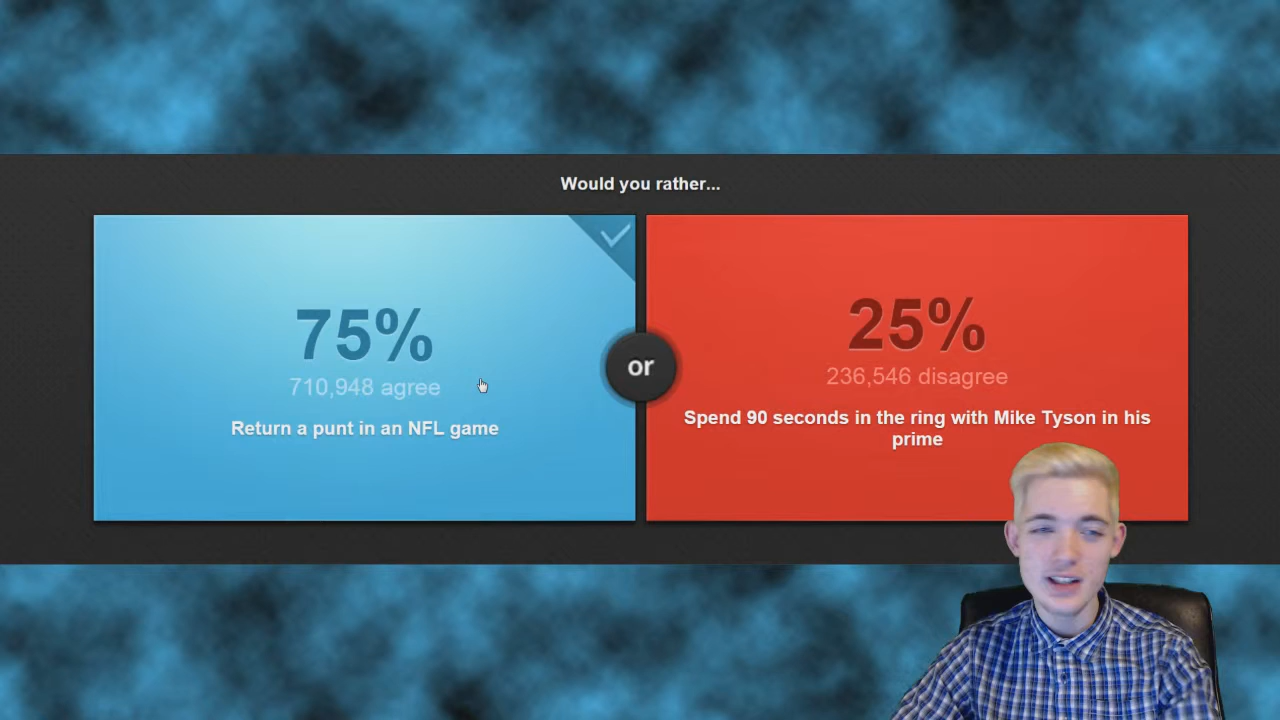 Would you rather...
75%
710,948 agree
Return a punt in an NFL game
or
25%
236,546 disagree
Spend 90 seconds in the ring with Mike Tyson in his
prime